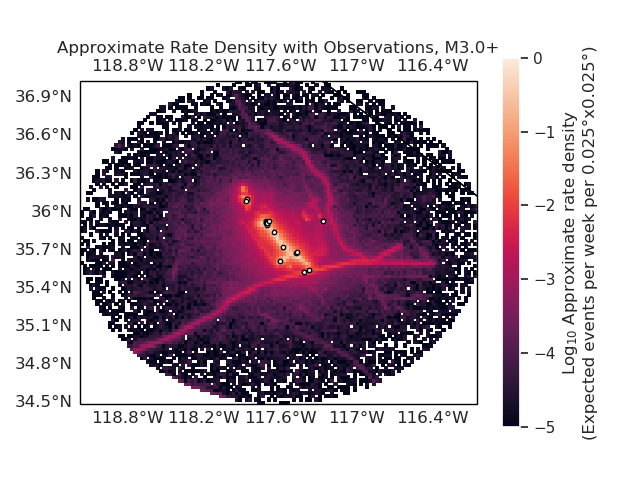 Approximate Rate Density with Observations, M3.0+
118.8°W 118.2°W 117.6°W 117°W 116.4°W
36.9°N
36.6°N
36.3°N
36°N
35.7°N
35.4°N
35.1°N
34.8°N
34.5°N
118.8°W 118.2°W 117.6°W 117°W 116.4°W
0
−1
−2
−3
−4
−5
Log₁₀ Approximate rate density
(Expected events per week per 0.025°x0.025°)